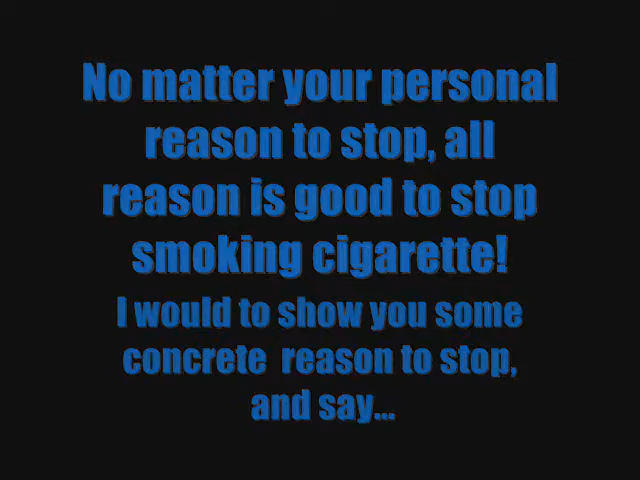 No matter your personal
reason to stop, all
reason is good to stop
smoking cigarette!
I would to show you some
concrete  reason to stop,
and say...